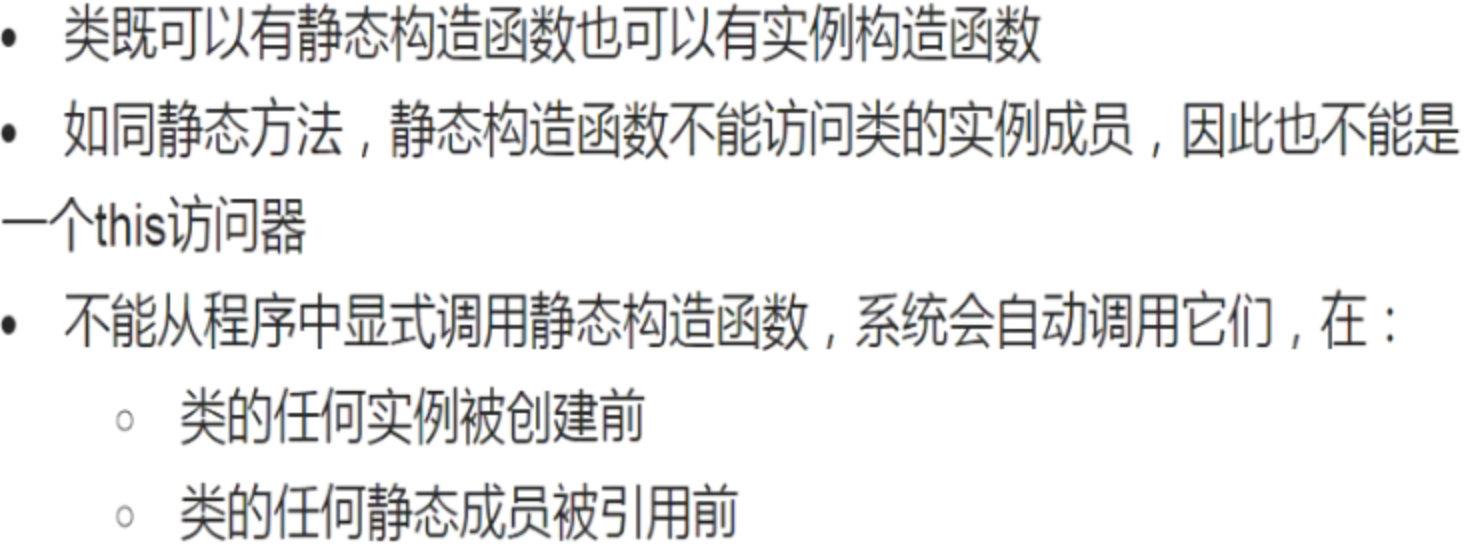 • 类既可以有静态构造函数也可以有实例构造函数
• 如同静态方法，静态构造函数不能访问类的实例成员，因此也不能是
一个this访问器
• 不能从程序中显式调用静态构造函数，系统会自动调用它们，在：
○ 类的任何实例被创建前
○ 类的任何静态成员被引用前